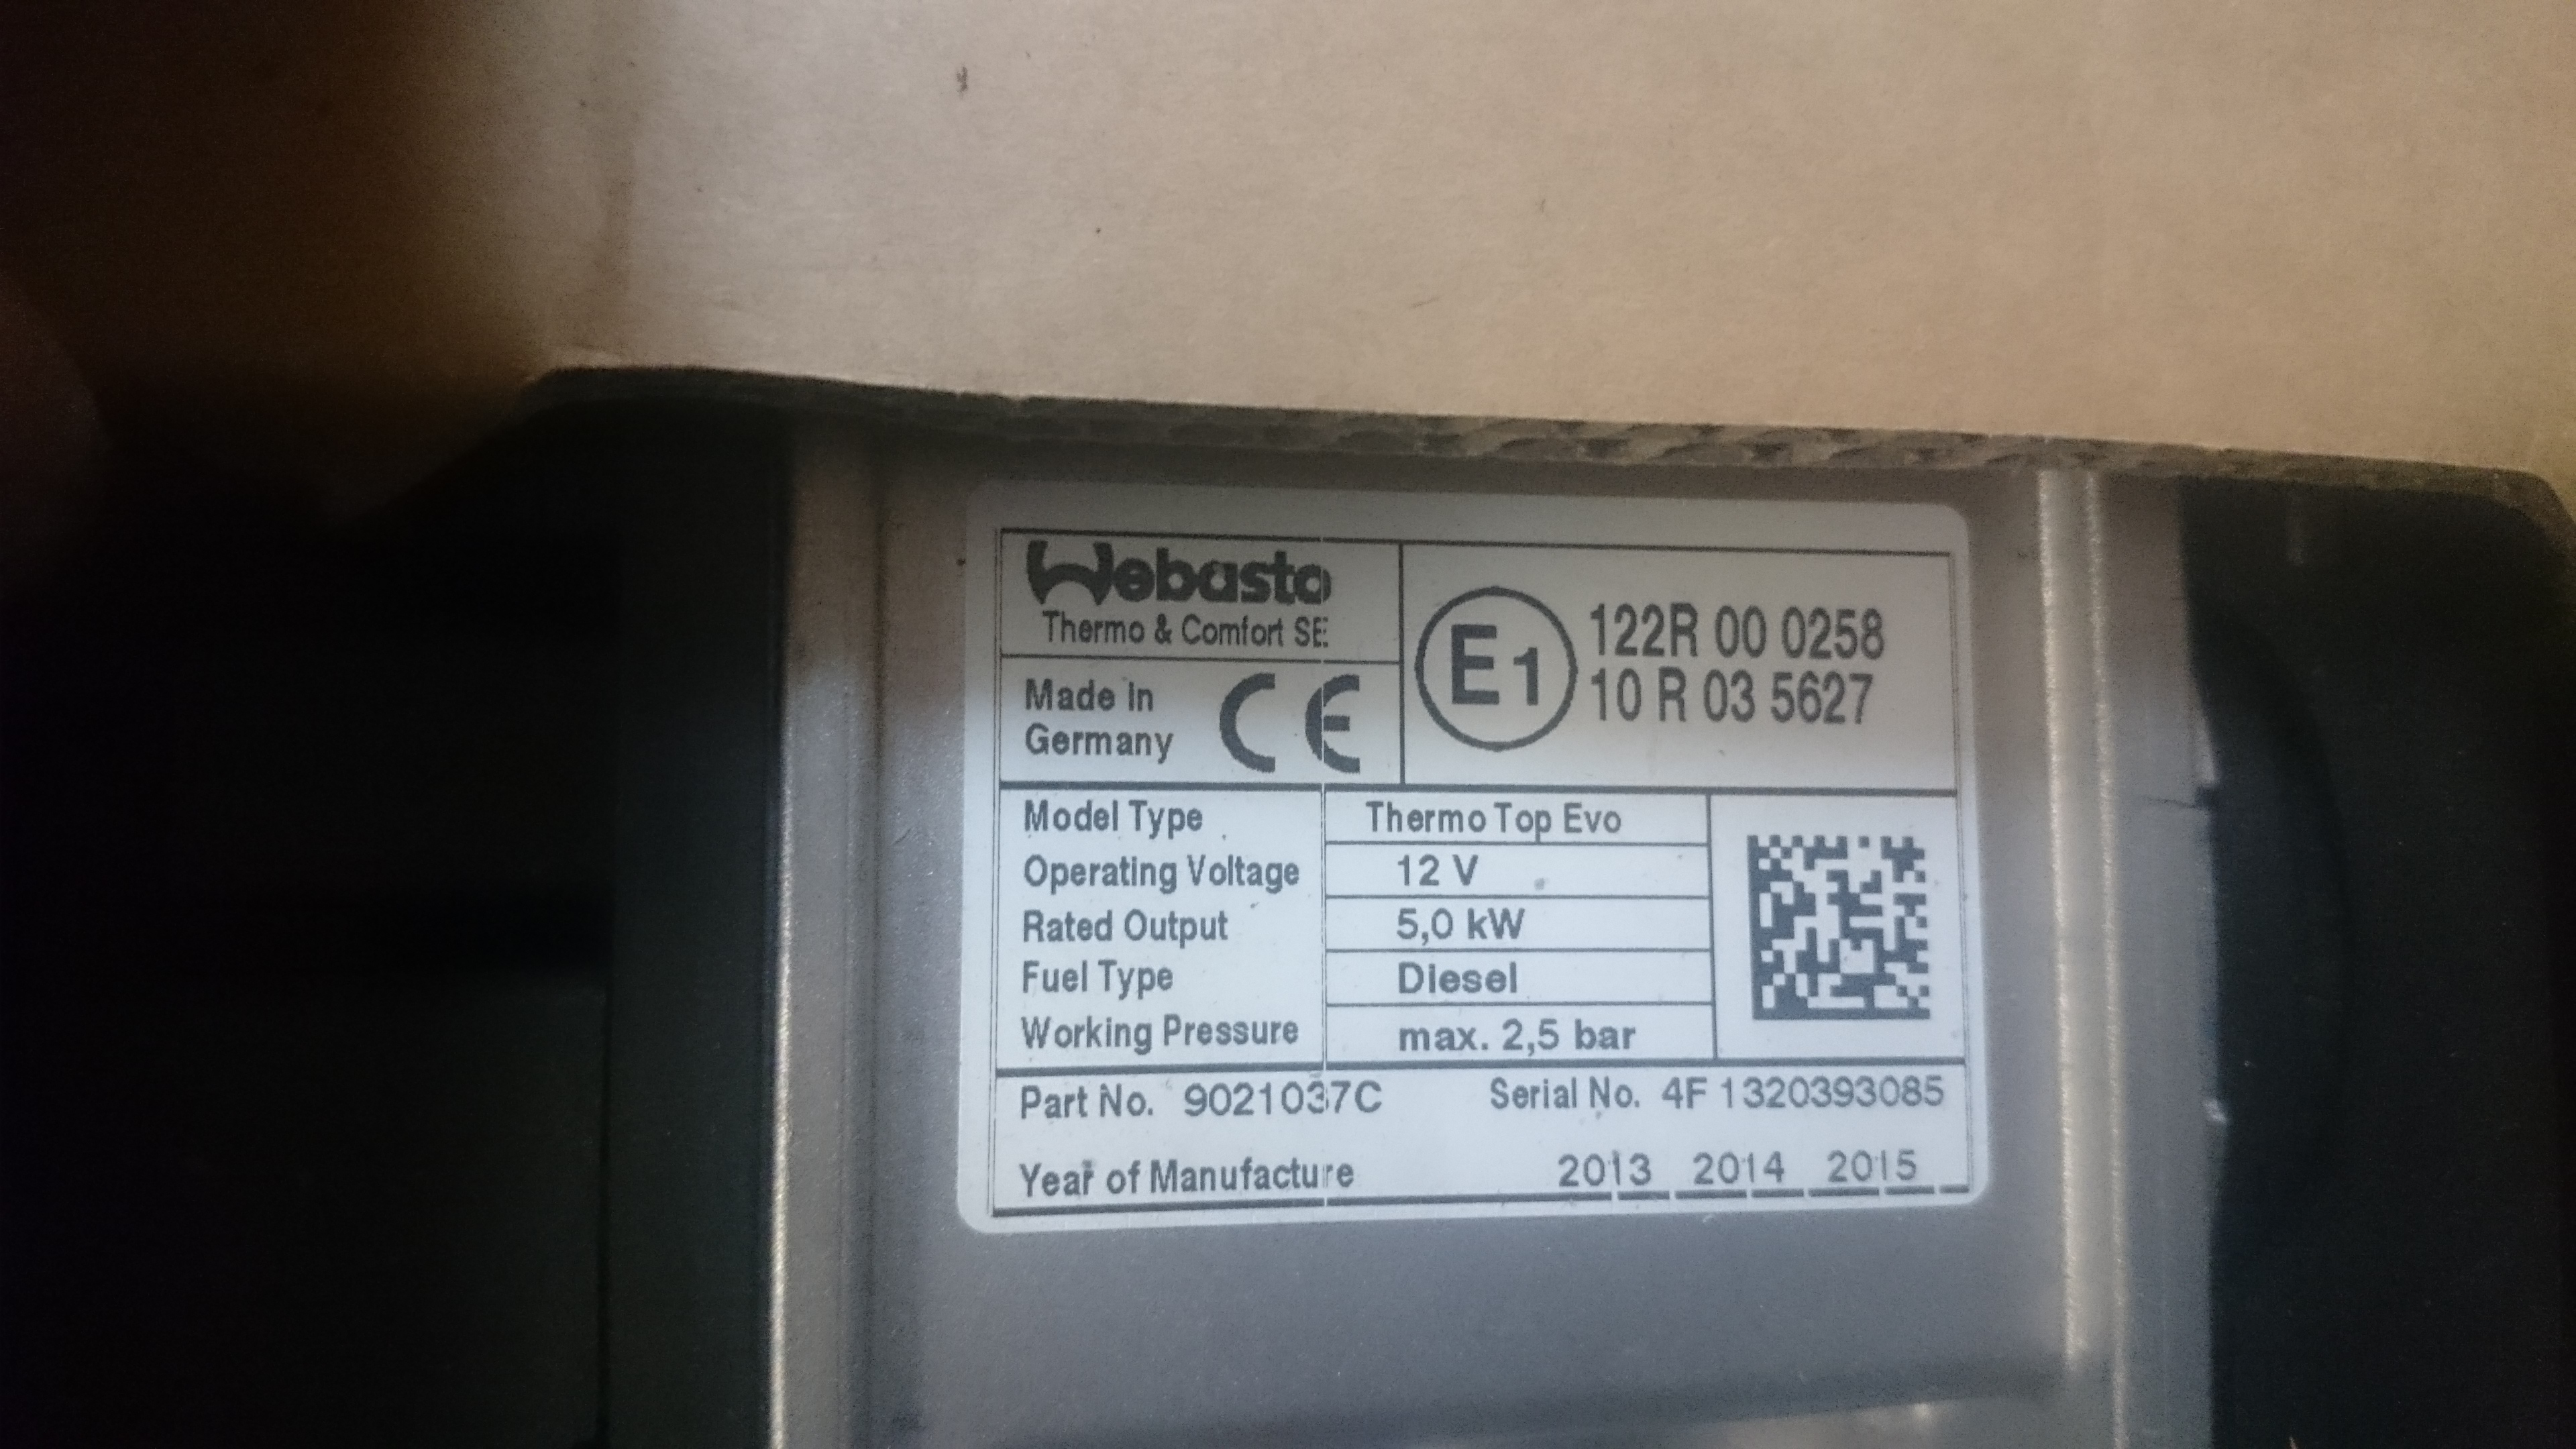 Webasto
Thermo & Comfort SE
Made in
Germany
CE
E1
122R 00 0258
10 R 03 5627
Model Type Thermo Top Evo
Operating Voltage 12 V
Rated Output 5,0 kW
Fuel Type Diesel
Working Pressure max. 2,5 bar
Part No. 9021037C Serial No. 4F 1320393085
Year of Manufacture 2013 2014 2015